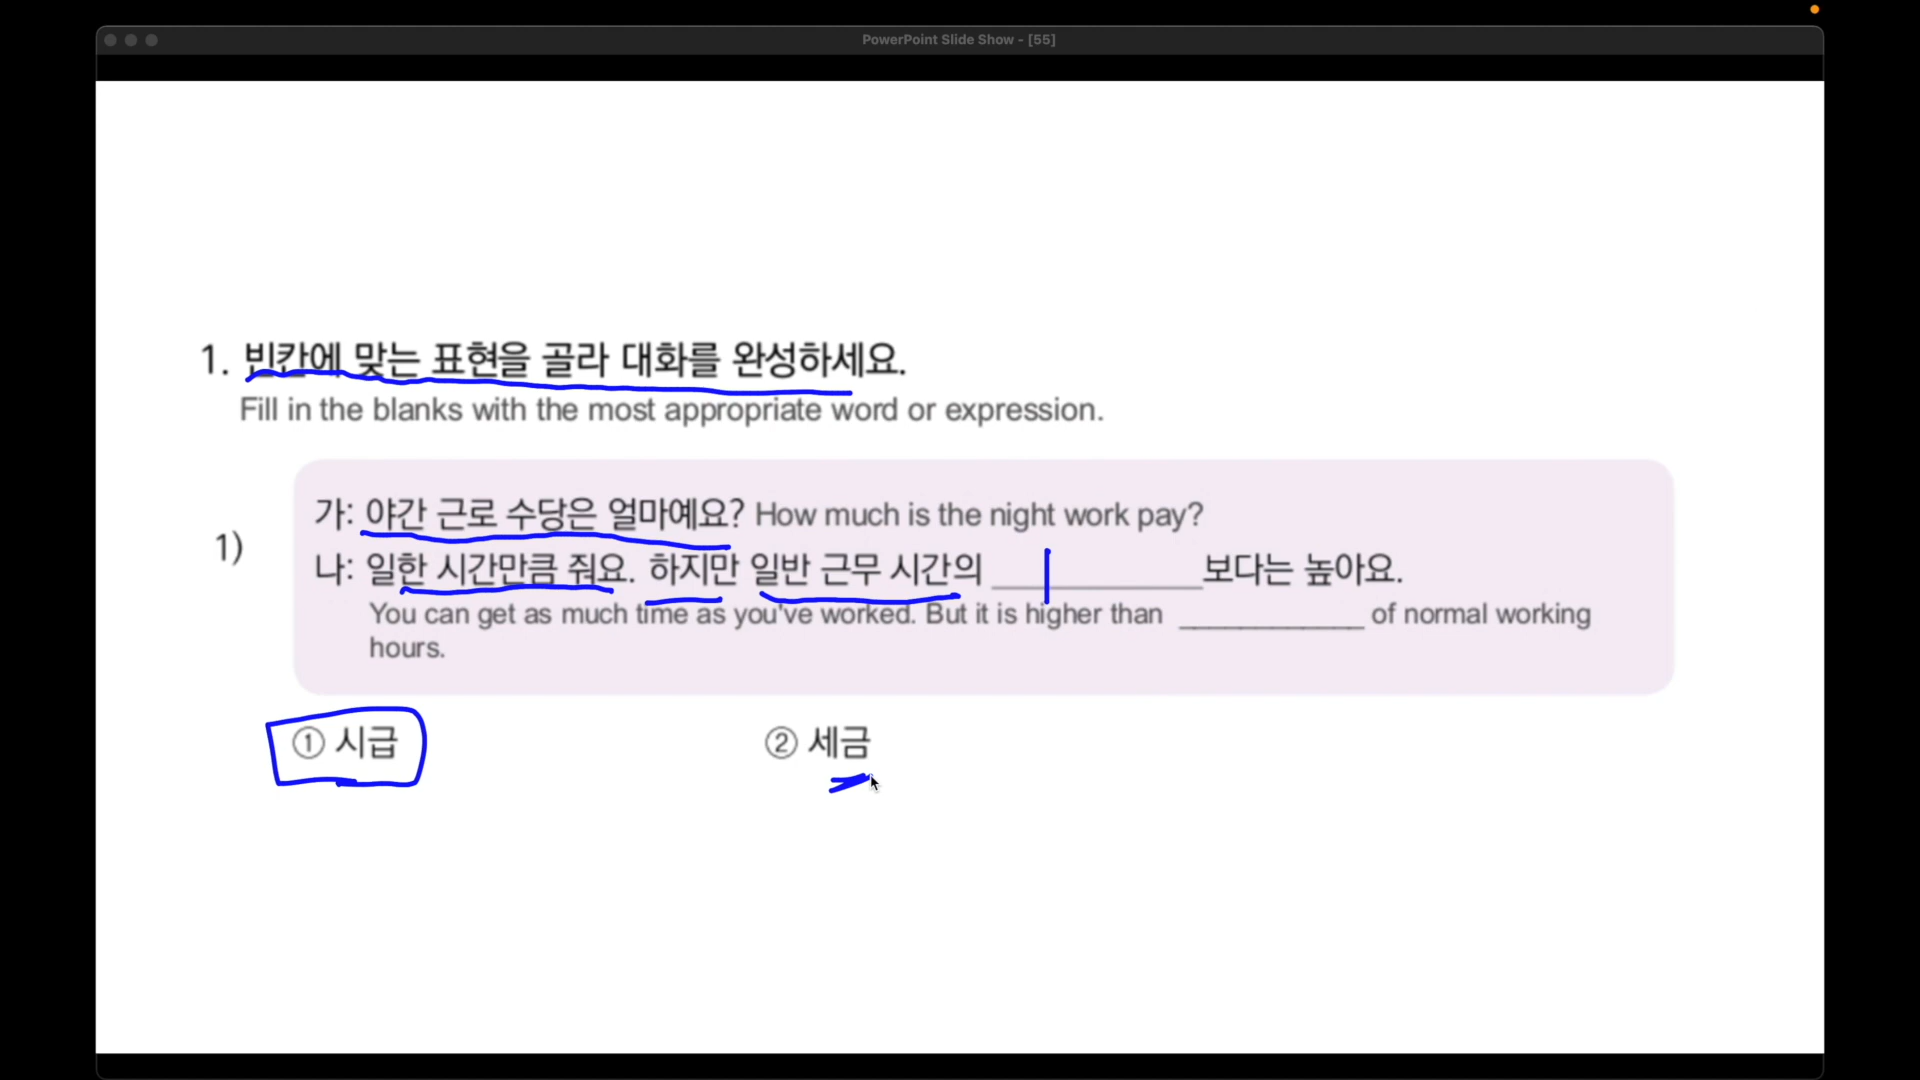 PowerPoint Slide Show - [55]
1. 빈칸에 맞는 표현을 골라 대화를 완성하세요.
Fill in the blanks with the most appropriate word or expression.
1)
가: 야간 근로 수당은 얼마예요? How much is the night work pay?
나: 일한 시간만큼 줘요. 하지만 일반 근무 시간의 ____________보다는 높아요.
You can get as much time as you've worked. But it is higher than ____________ of normal working
hours.
① 시급 ② 세금